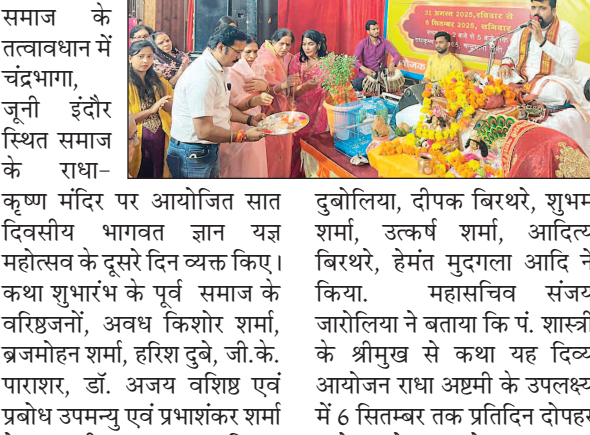 समाज के
तत्वावधान में
चंद्रभागा,
जूनी इंदौर
स्थित समाज
के राधा-
कृष्ण मंदिर पर आयोजित सात
दिवसीय भागवत ज्ञान यज्ञ
महोत्सव के दूसरे दिन व्यक्त किए।
कथा शुभारंभ के पूर्व समाज के
वरिष्ठजनों, अवध किशोर शर्मा,
ब्रजमोहन शर्मा, हरिश दुबे, जी.के.
पाराशर, डॉ. अजय वशिष्ठ एवं
प्रबोध उपमन्यु एवं प्रभाशंकर शर्मा
31 अगस्त 2025, रविवार से
6 सितम्बर 2025, शनिवार
दुबोलिया, दीपक बिरथरे, शुभम
शर्मा, उत्कर्ष शर्मा, आदित्य
बिरथरे, हेमंत मुदगला आदि ने
किया. महासचिव संजय
जारोलिया ने बताया कि पं. शास्त्री
के श्रीमुख से कथा यह दिव्य
आयोजन राधा अष्टमी के उपलक्ष्य
में 6 सितम्बर तक प्रतिदिन दोपहर